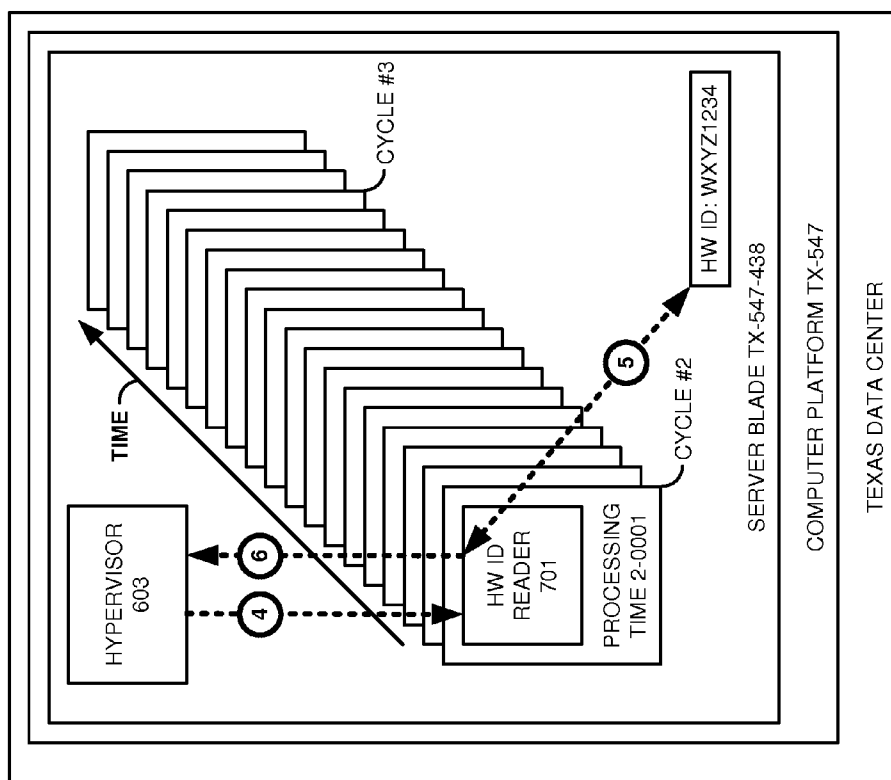 HYPERVISOR
603
TIME
4
6
HW ID
READER
701
PROCESSING
TIME 2-0001
CYCLE #2
CYCLE #3
5
HW ID: WXYZ1234
SERVER BLADE TX-547-438
COMPUTER PLATFORM TX-547
TEXAS DATA CENTER